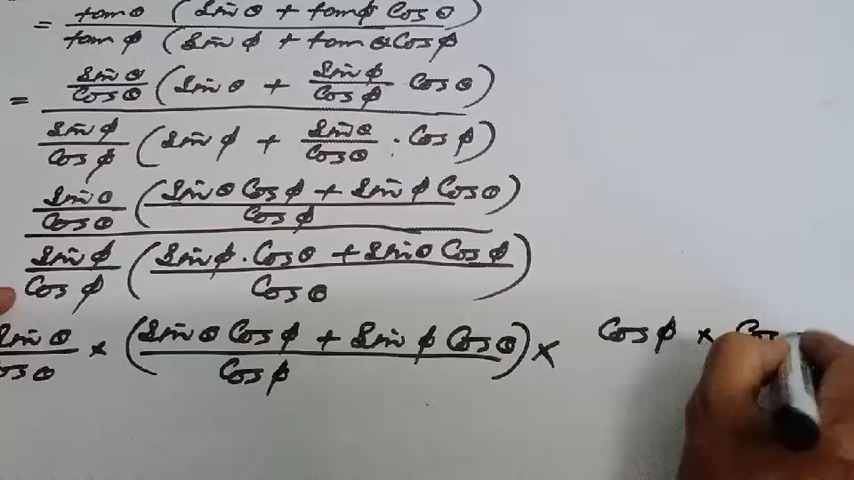 = tanθ (Sinθ + tanϕ Cosθ)
tanϕ (Sinϕ + tanθ Cosϕ
= Sinθ/Cosθ (Sinθ + Sinϕ/Cosϕ Cosθ)
Sinϕ/Cosϕ (Sinϕ + Sinθ/Cosθ . Cosϕ)
Sinθ/Cosθ (Sinθ Cosϕ + Sinϕ Cosθ / Cosϕ)
Sinϕ/Cosϕ (Sinϕ . Cosθ + Sinθ Cosϕ / Cosθ)
Sinθ/Cosθ × (Sinθ Cosϕ + Sinϕ Cosθ / Cosϕ) × Cosϕ × Cos